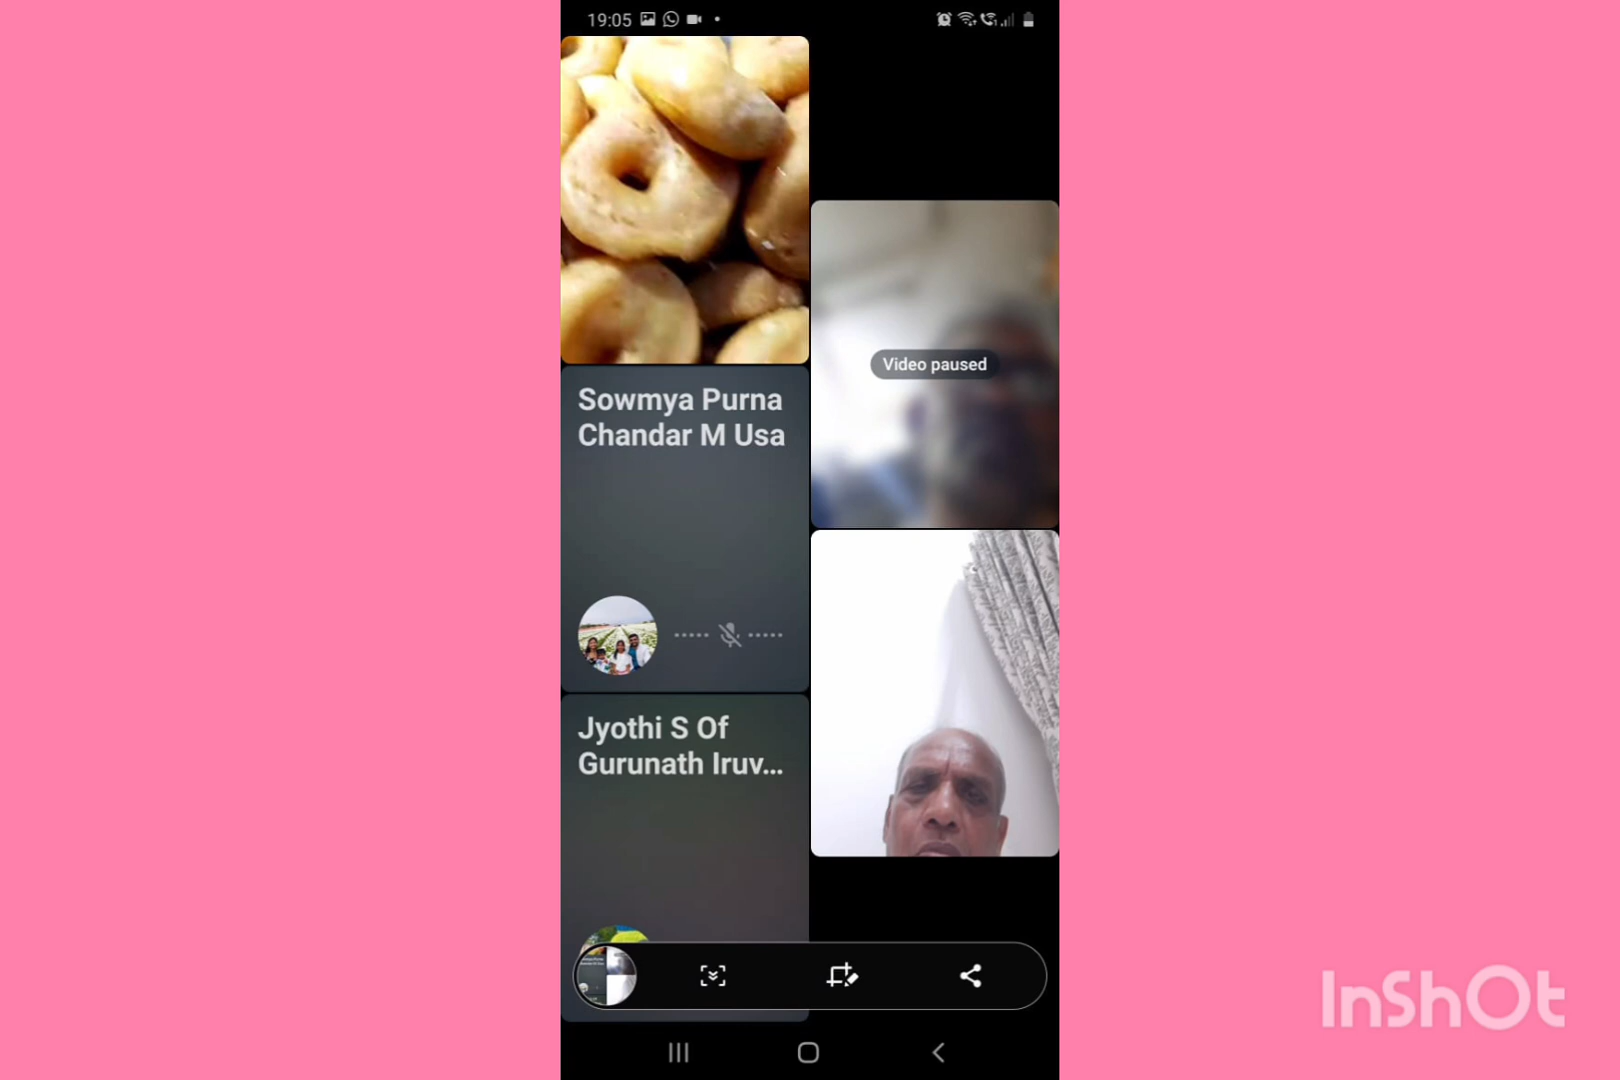 19:05
Video paused
Sowmya Purna
Chandar M Usa
Jyothi S Of
Gurunath Iruv...
InShOt